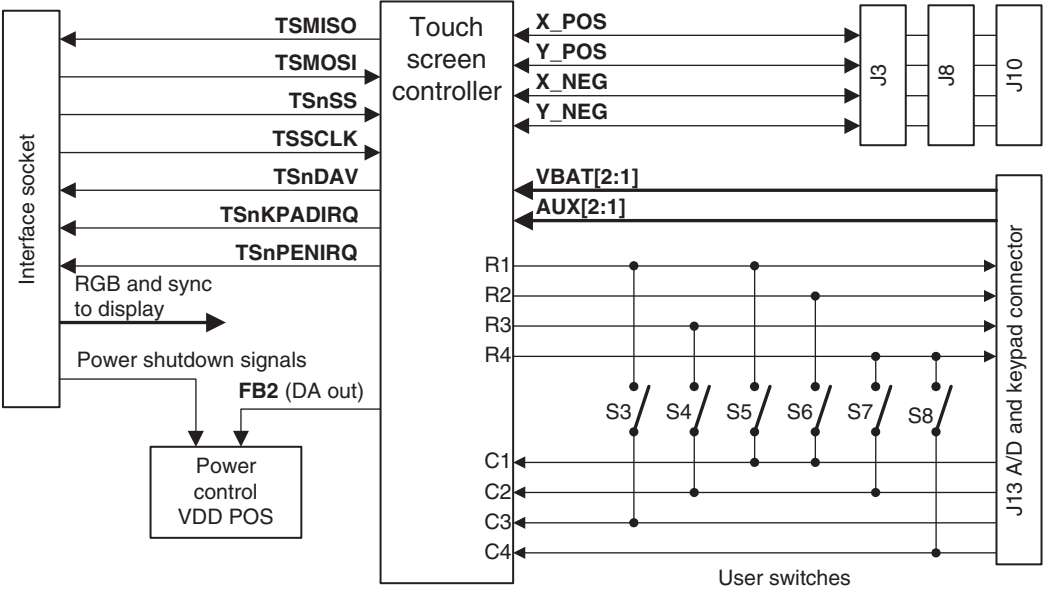 TSMISO
TSMOSI
TSnSS
TSSCLK
TSnDAV
TSnKPADIRQ
TSnPENIRQ
Interface socket
RGB and sync
to display
Power shutdown signals
FB2 (DA out)
Power
control
VDD POS
Touch
screen
controller
X_POS
Y_POS
X_NEG
Y_NEG
J3
J8
J10
VBAT[2:1]
AUX[2:1]
R1
R2
R3
R4
S3
S4
S5
S6
S7
S8
C1
C2
C3
C4
J13 A/D and keypad connector
User switches